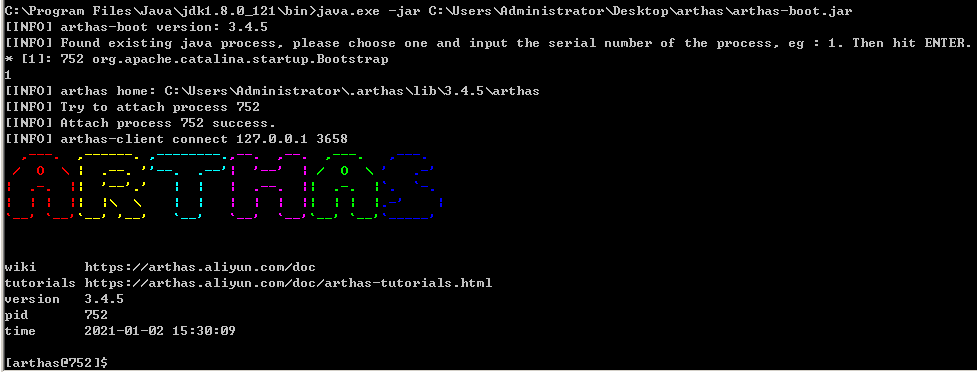 C:\Program Files\Java\jdk1.8.0_121\bin>java.exe -jar C:\Users\Administrator\Desktop\arthas\arthas-boot.jar
[INFO] arthas-boot version: 3.4.5
[INFO] Found existing java process, please choose one and input the serial number of the process, eg : 1. Then hit ENTER.
* [1]: 752 org.apache.catalina.startup.Bootstrap
1
[INFO] arthas home: C:\Users\Administrator\.arthas\lib\3.4.5\arthas
[INFO] Try to attach process 752
[INFO] Attach process 752 success.
[INFO] arthas-client connect 127.0.0.1 3658
ARTHAS
wiki https://arthas.aliyun.com/doc
tutorials https://arthas.aliyun.com/doc/arthas-tutorials.html
version 3.4.5
pid 752
time 2021-01-02 15:30:09
[arthas@752]$